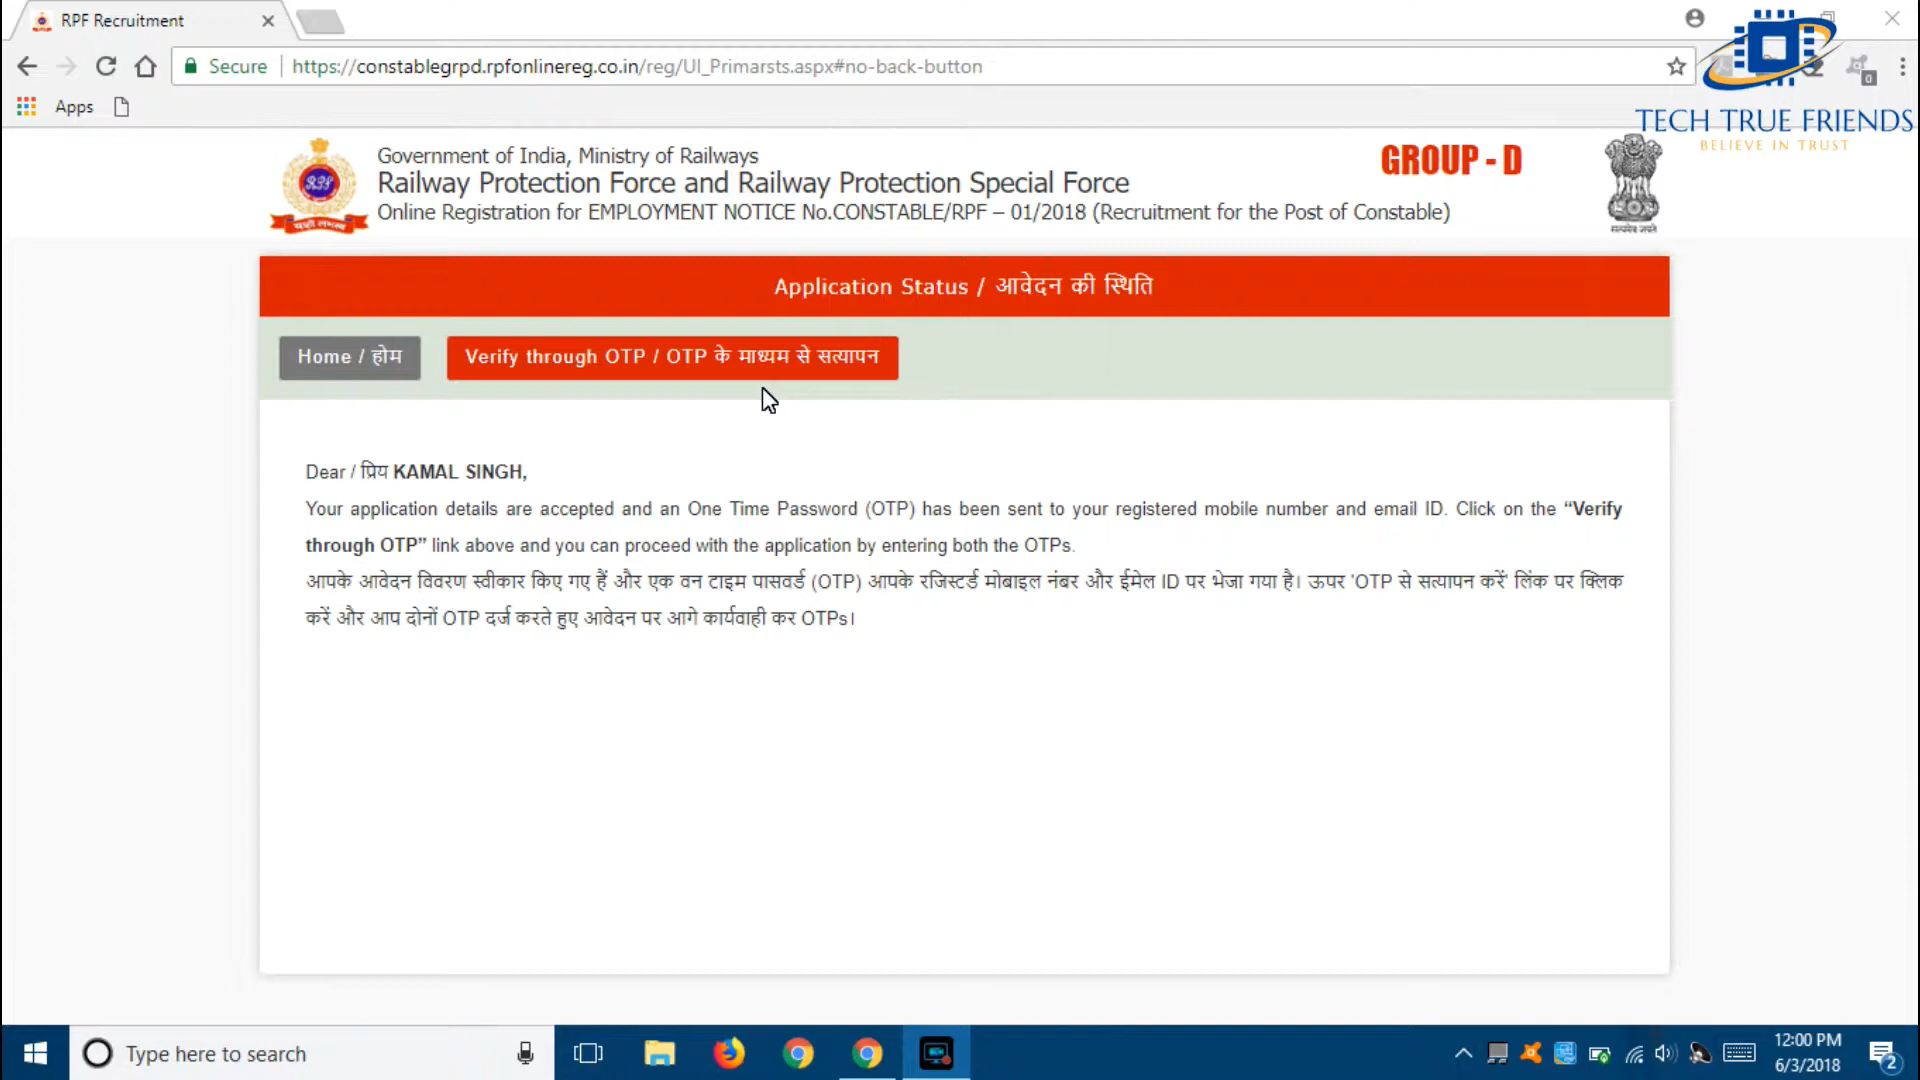 RPF Recruitment
Secure
https://constablegrpd.rpfonlinereg.co.in/reg/UI_Primarsts.aspx#no-back-button
0
Apps
TECH TRUE FRIENDS
BELIEVE IN TRUST
Government of India, Ministry of Railways
Railway Protection Force and Railway Protection Special Force
Online Registration for EMPLOYMENT NOTICE No.CONSTABLE/RPF – 01/2018 (Recruitment for the Post of Constable)
GROUP - D
सत्यमेव जयते
Application Status / आवेदन की स्थिति
Home / होम
Verify through OTP / OTP के माध्यम से सत्यापन
Dear / प्रिय KAMAL SINGH,
Your application details are accepted and an One Time Password (OTP) has been sent to your registered mobile number and email ID. Click on the “Verify
through OTP” link above and you can proceed with the application by entering both the OTPs.
आपके आवेदन विवरण स्वीकार किए गए हैं और एक वन टाइम पासवर्ड (OTP) आपके रजिस्टर्ड मोबाइल नंबर और ईमेल ID पर भेजा गया है। ऊपर 'OTP से सत्यापन करें' लिंक पर क्लिक
करें और आप दोनों OTP दर्ज करते हुए आवेदन पर आगे कार्यवाही कर OTPs।
Type here to search
12:00 PM
6/3/2018
2